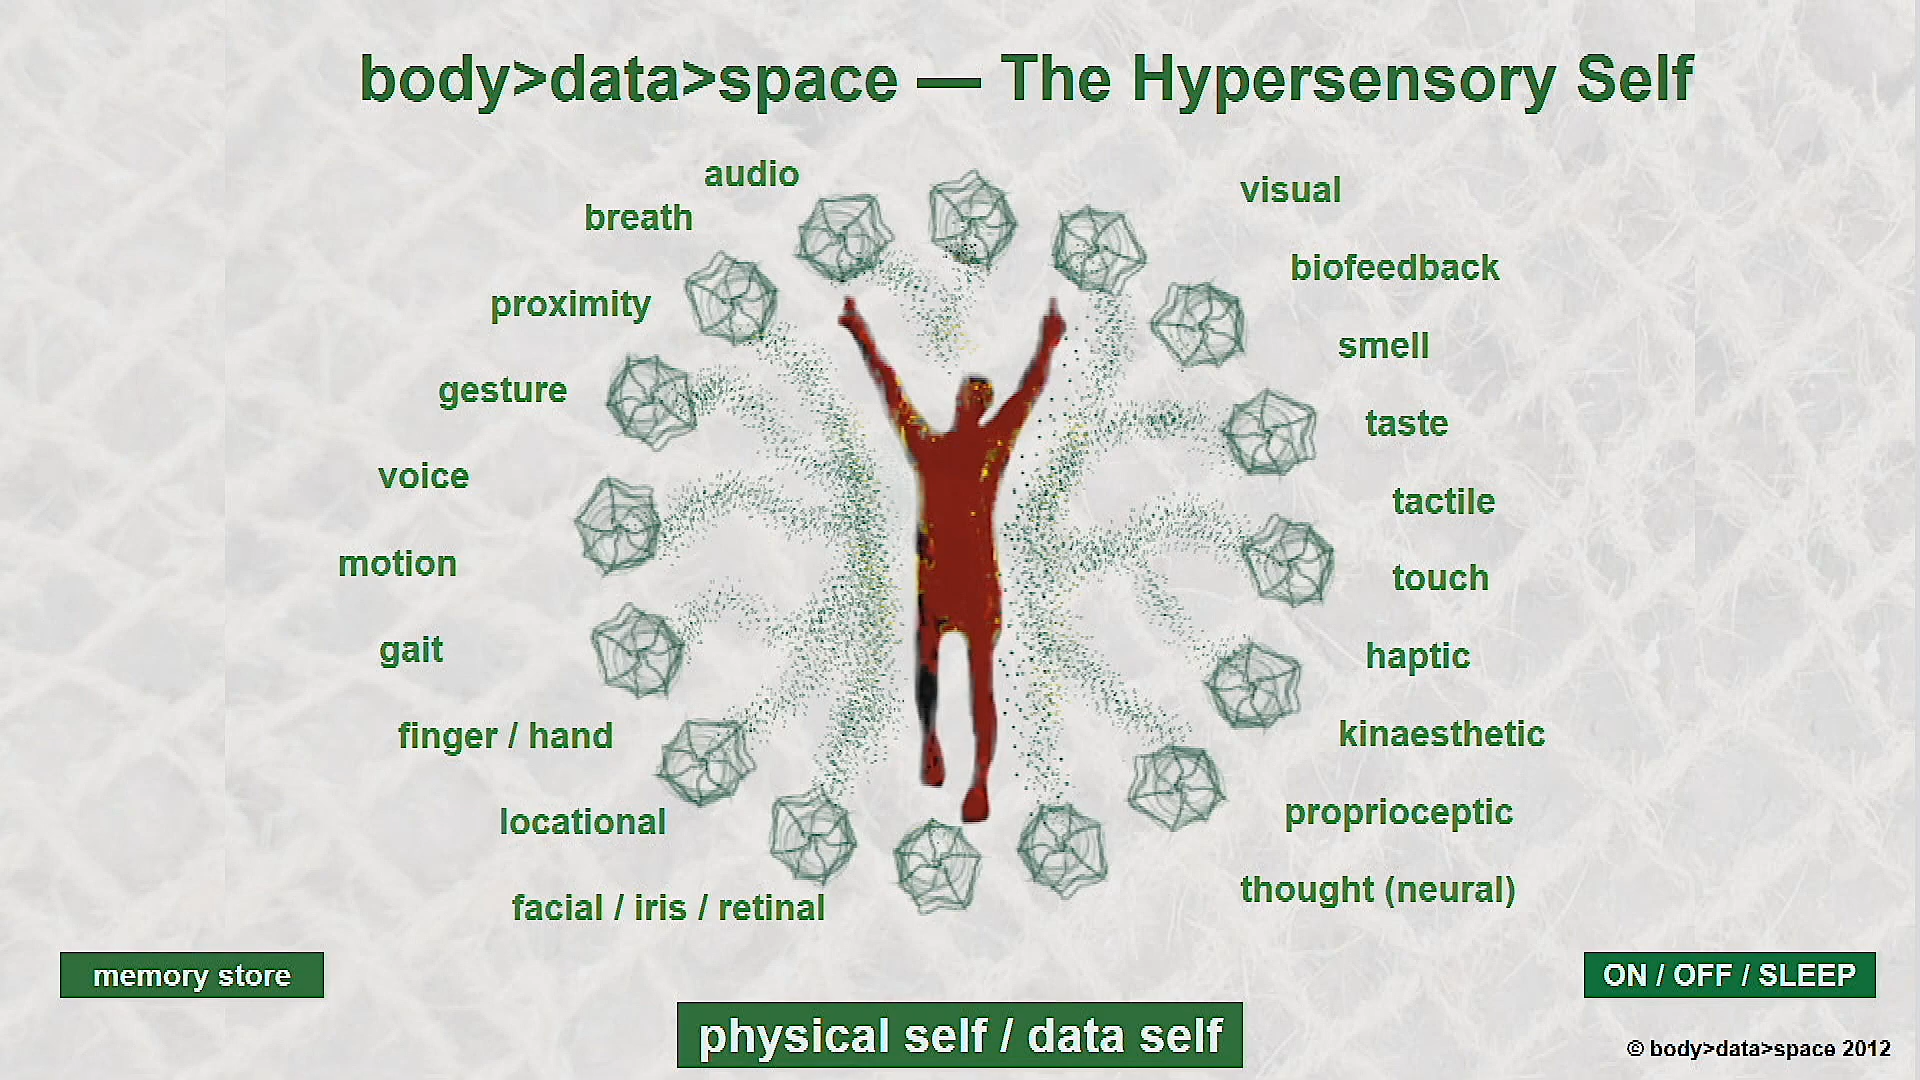 body>data>space — The Hypersensory Self
audio
breath
proximity
gesture
voice
motion
gait
finger / hand
locational
facial / iris / retinal
visual
biofeedback
smell
taste
tactile
touch
haptic
kinaesthetic
proprioceptic
thought (neural)
memory store
ON / OFF / SLEEP
physical self / data self
© body>data>space 2012